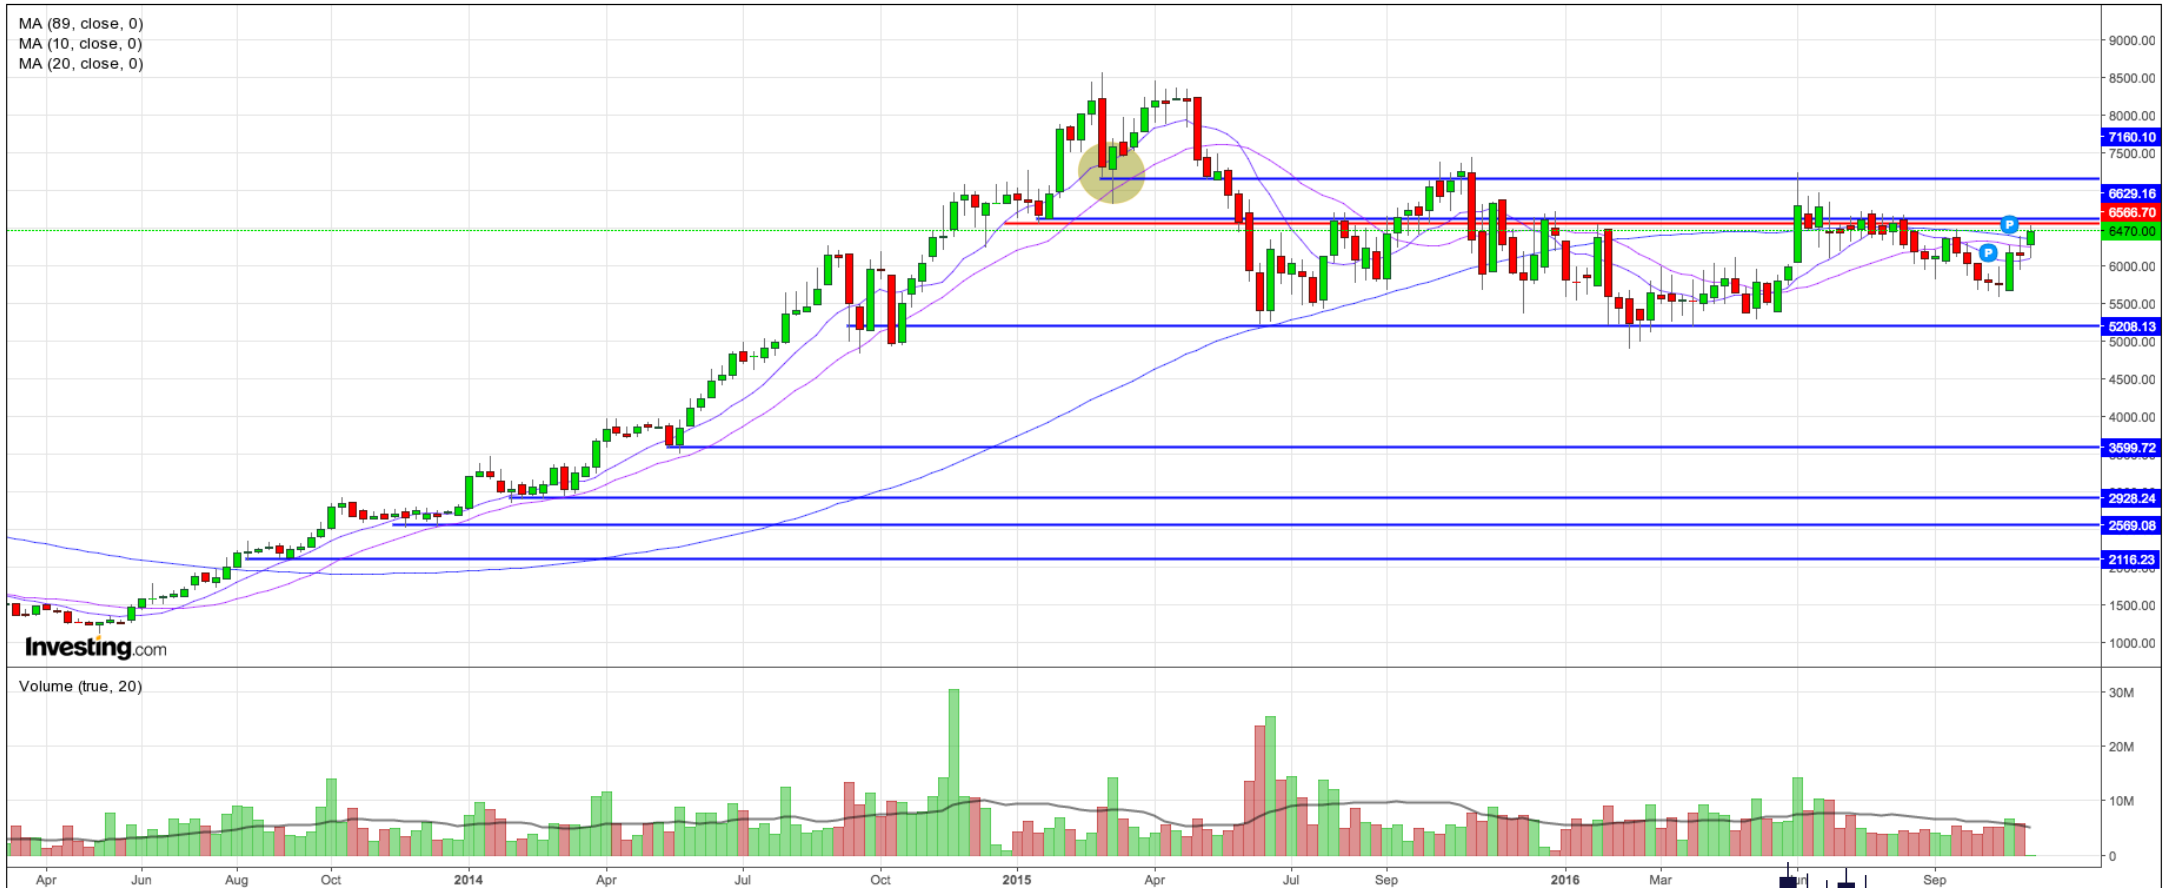 MA (89, close, 0)
MA (10, close, 0)
MA (20, close, 0)
9000.00
8500.00
8000.00
7160.10
7500.00
6629.16
6566.70
6470.00
6000.00
5500.00
5208.13
5000.00
4500.00
4000.00
3599.72
2928.24
2569.08
2116.23
1500.00
1000.00
P
P
Investing.com
Volume (true, 20)
30M
20M
10M
0
Apr Jun Aug Oct 2014 Apr Jul Oct 2015 Apr Jul Sep 2016 Mar Sep